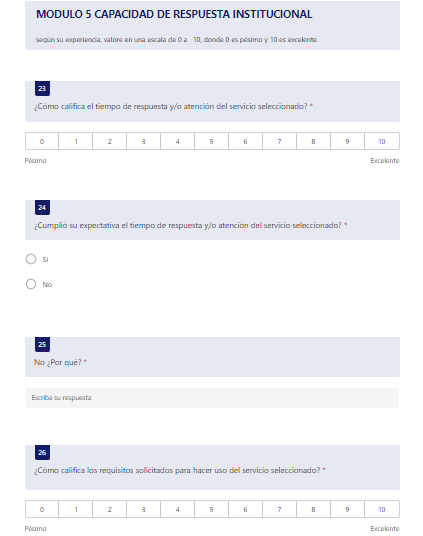 MODULO 5 CAPACIDAD DE RESPUESTA INSTITUCIONAL
según su experiencia, valore en una escala de 0 a 10, donde 0 es pésimo y 10 es excelente.
23
¿Cómo califica el tiempo de respuesta y/o atención del servicio seleccionado? *
0 1 2 3 4 5 6 7 8 9 10
Pésimo Excelente
24
¿Cumplió su expectativa el tiempo de respuesta y/o atención del servicio seleccionado? *
Si
No
25
No ¿Por qué? *
Escriba su respuesta
26
¿Cómo califica los requisitos solicitados para hacer uso del servicio seleccionado? *
0 1 2 3 4 5 6 7 8 9 10
Pésimo Excelente